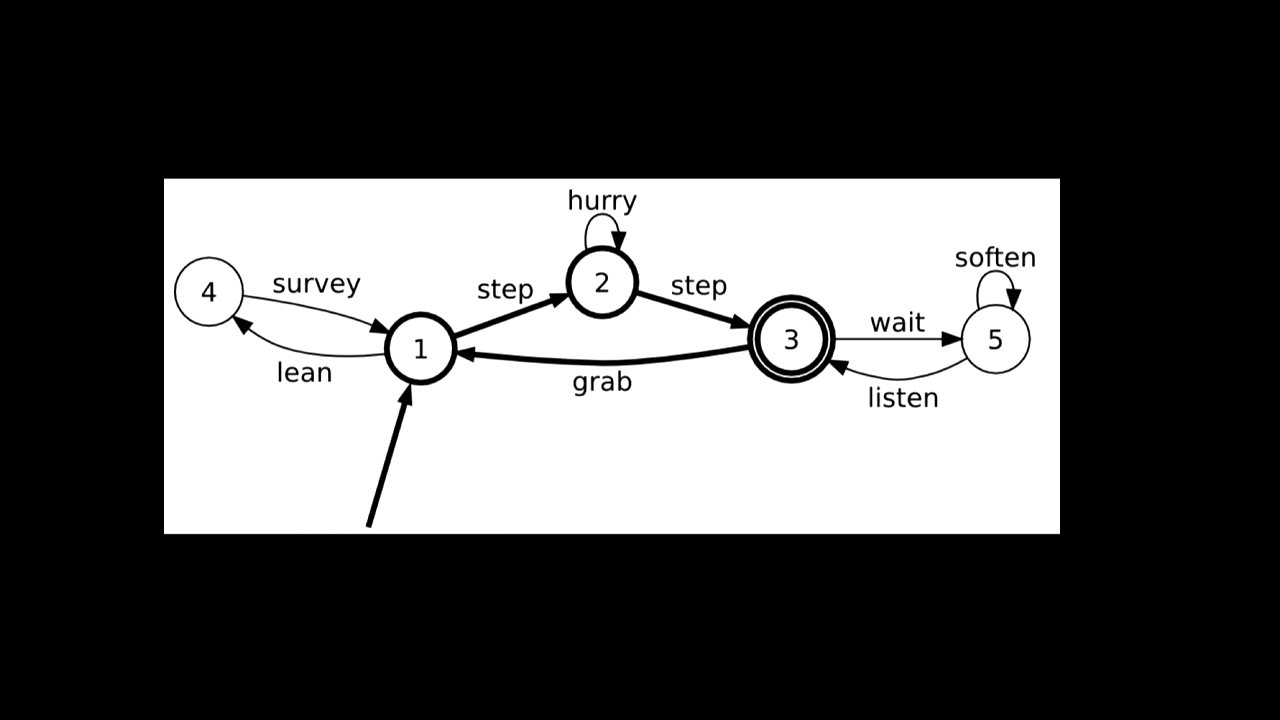 hurry
soften
survey
step
2
step
4
1
3
wait
5
lean
grab
listen